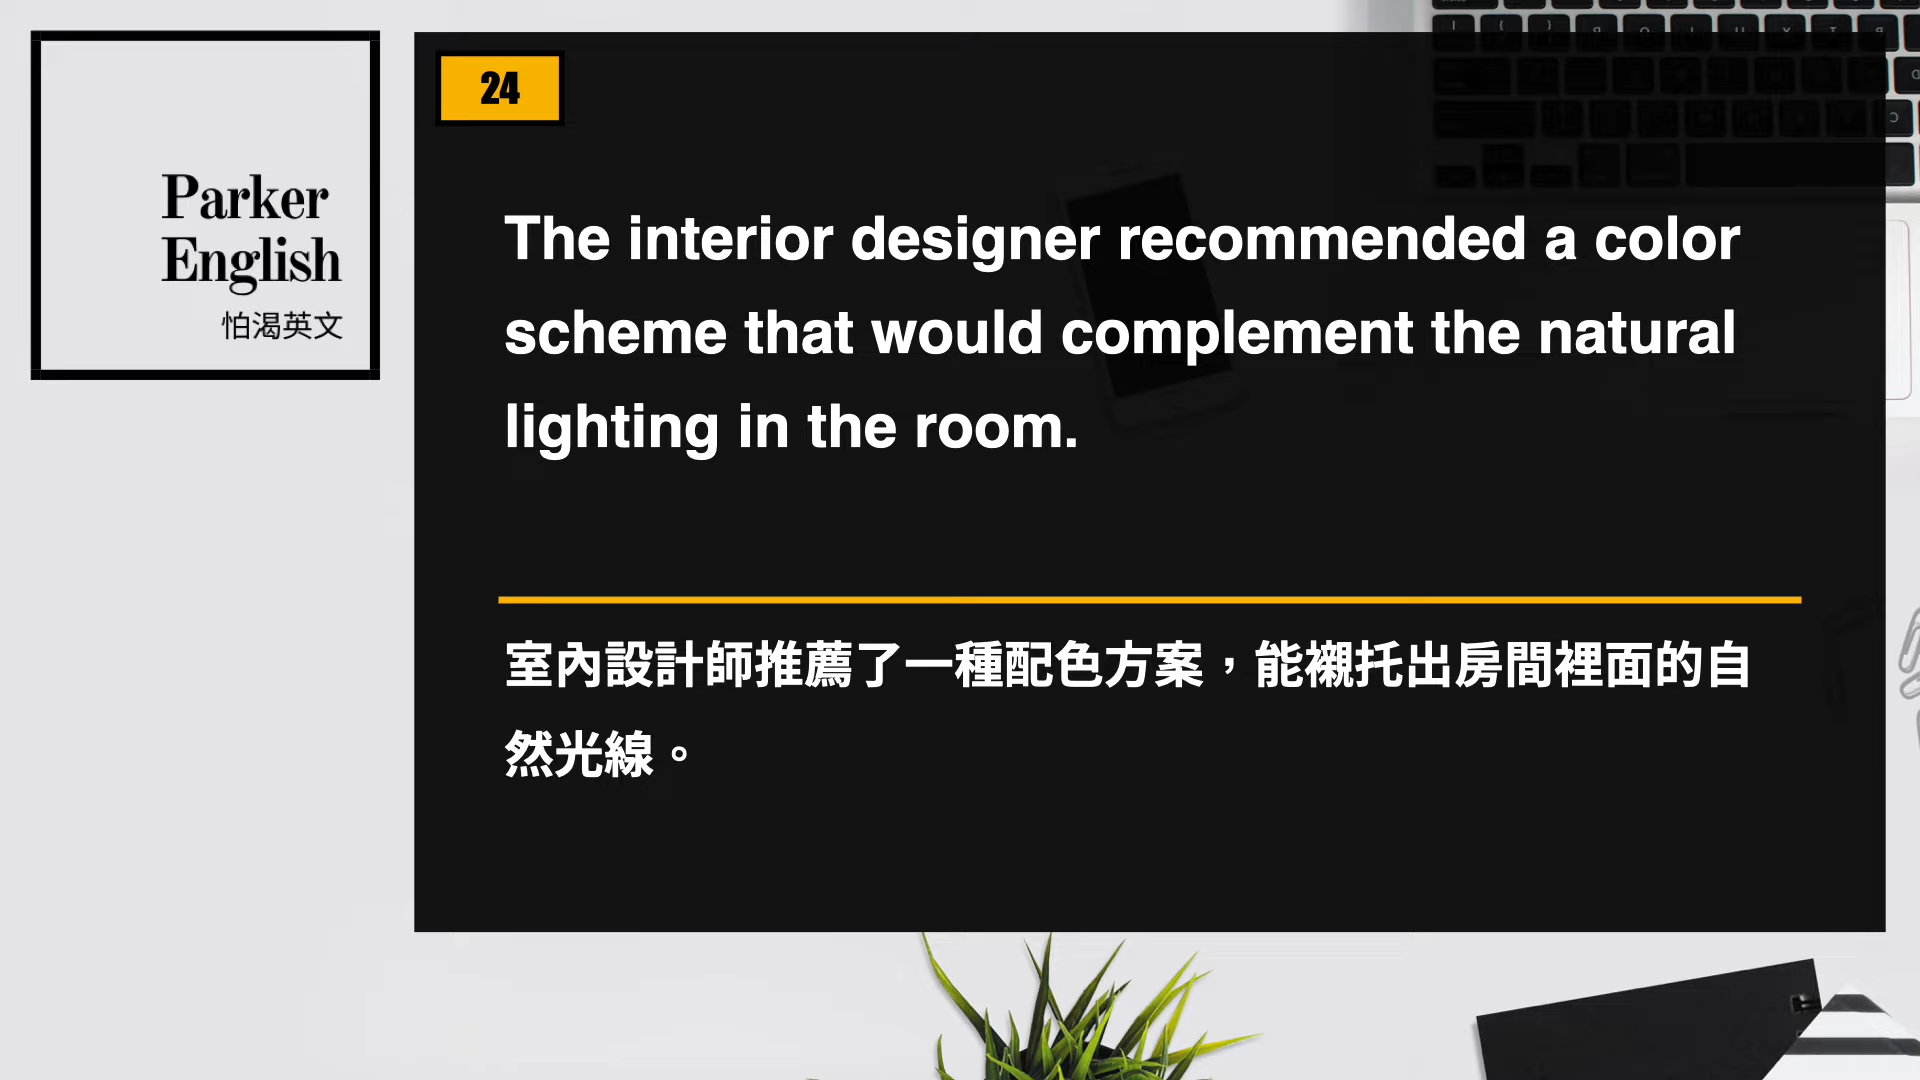 Parker
English
怕渴英文
24
The interior designer recommended a color
scheme that would complement the natural
lighting in the room.
室內設計師推薦了一種配色方案，能襯托出房間裡面的自
然光線。